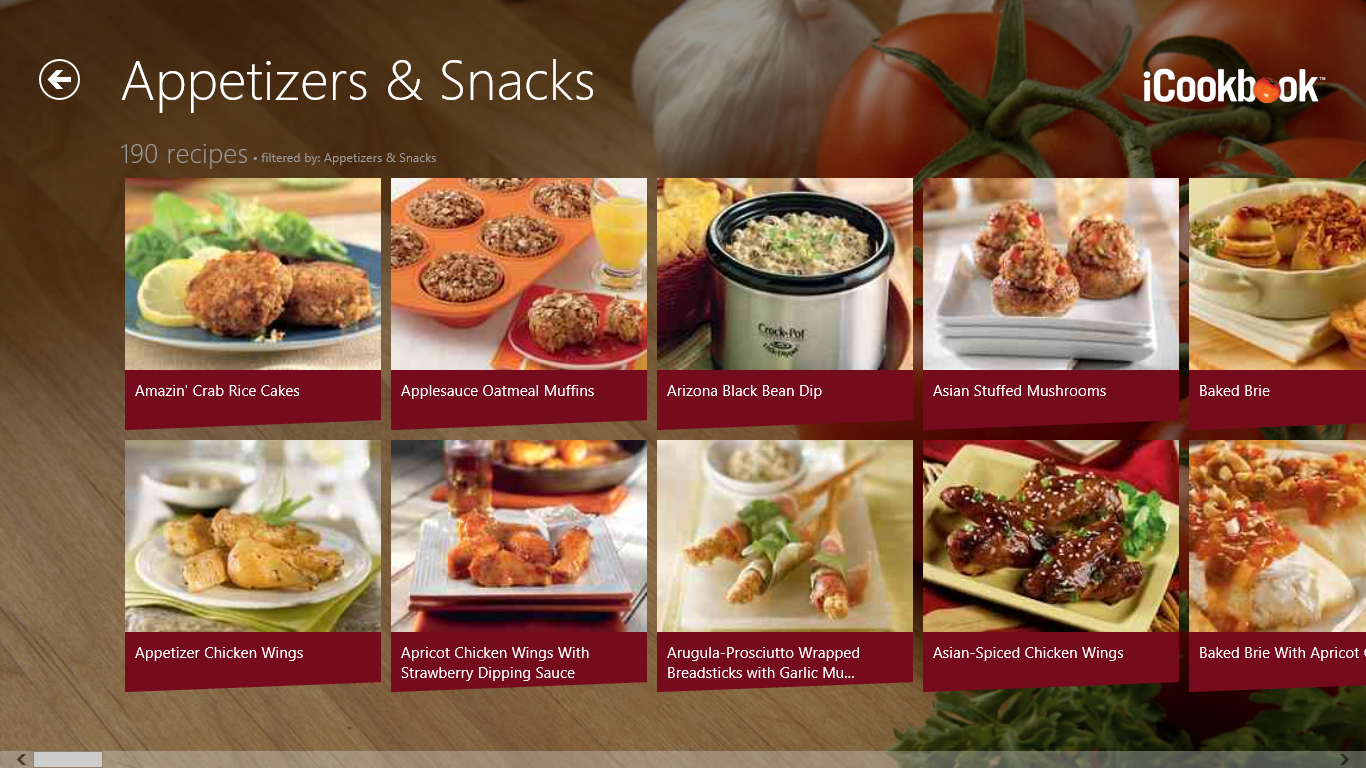 Appetizers & Snacks
iCookbook™
190 recipes • filtered by: Appetizers & Snacks
Crock-Pot
Amazin' Crab Rice Cakes
Applesauce Oatmeal Muffins
Arizona Black Bean Dip
Asian Stuffed Mushrooms
Baked Brie
Appetizer Chicken Wings
Apricot Chicken Wings With
Strawberry Dipping Sauce
Arugula-Prosciutto Wrapped
Breadsticks with Garlic Mu...
Asian-Spiced Chicken Wings
Baked Brie With Apricot